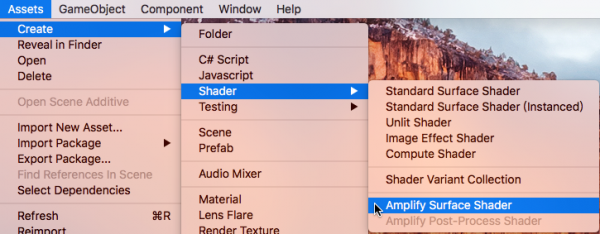 Assets GameObject Component Window Help
Create
Reveal in Finder
Open
Delete
Open Scene Additive
Import New Asset...
Import Package
Export Package...
Find References In Scene
Select Dependencies
Refresh ⌘R
Reimport
Folder
C# Script
Javascript
Shader
Testing
Scene
Prefab
Audio Mixer
Material
Lens Flare
Render Texture
Standard Surface Shader
Standard Surface Shader (Instanced)
Unlit Shader
Image Effect Shader
Compute Shader
Shader Variant Collection
Amplify Surface Shader
Amplify Post-Process Shader